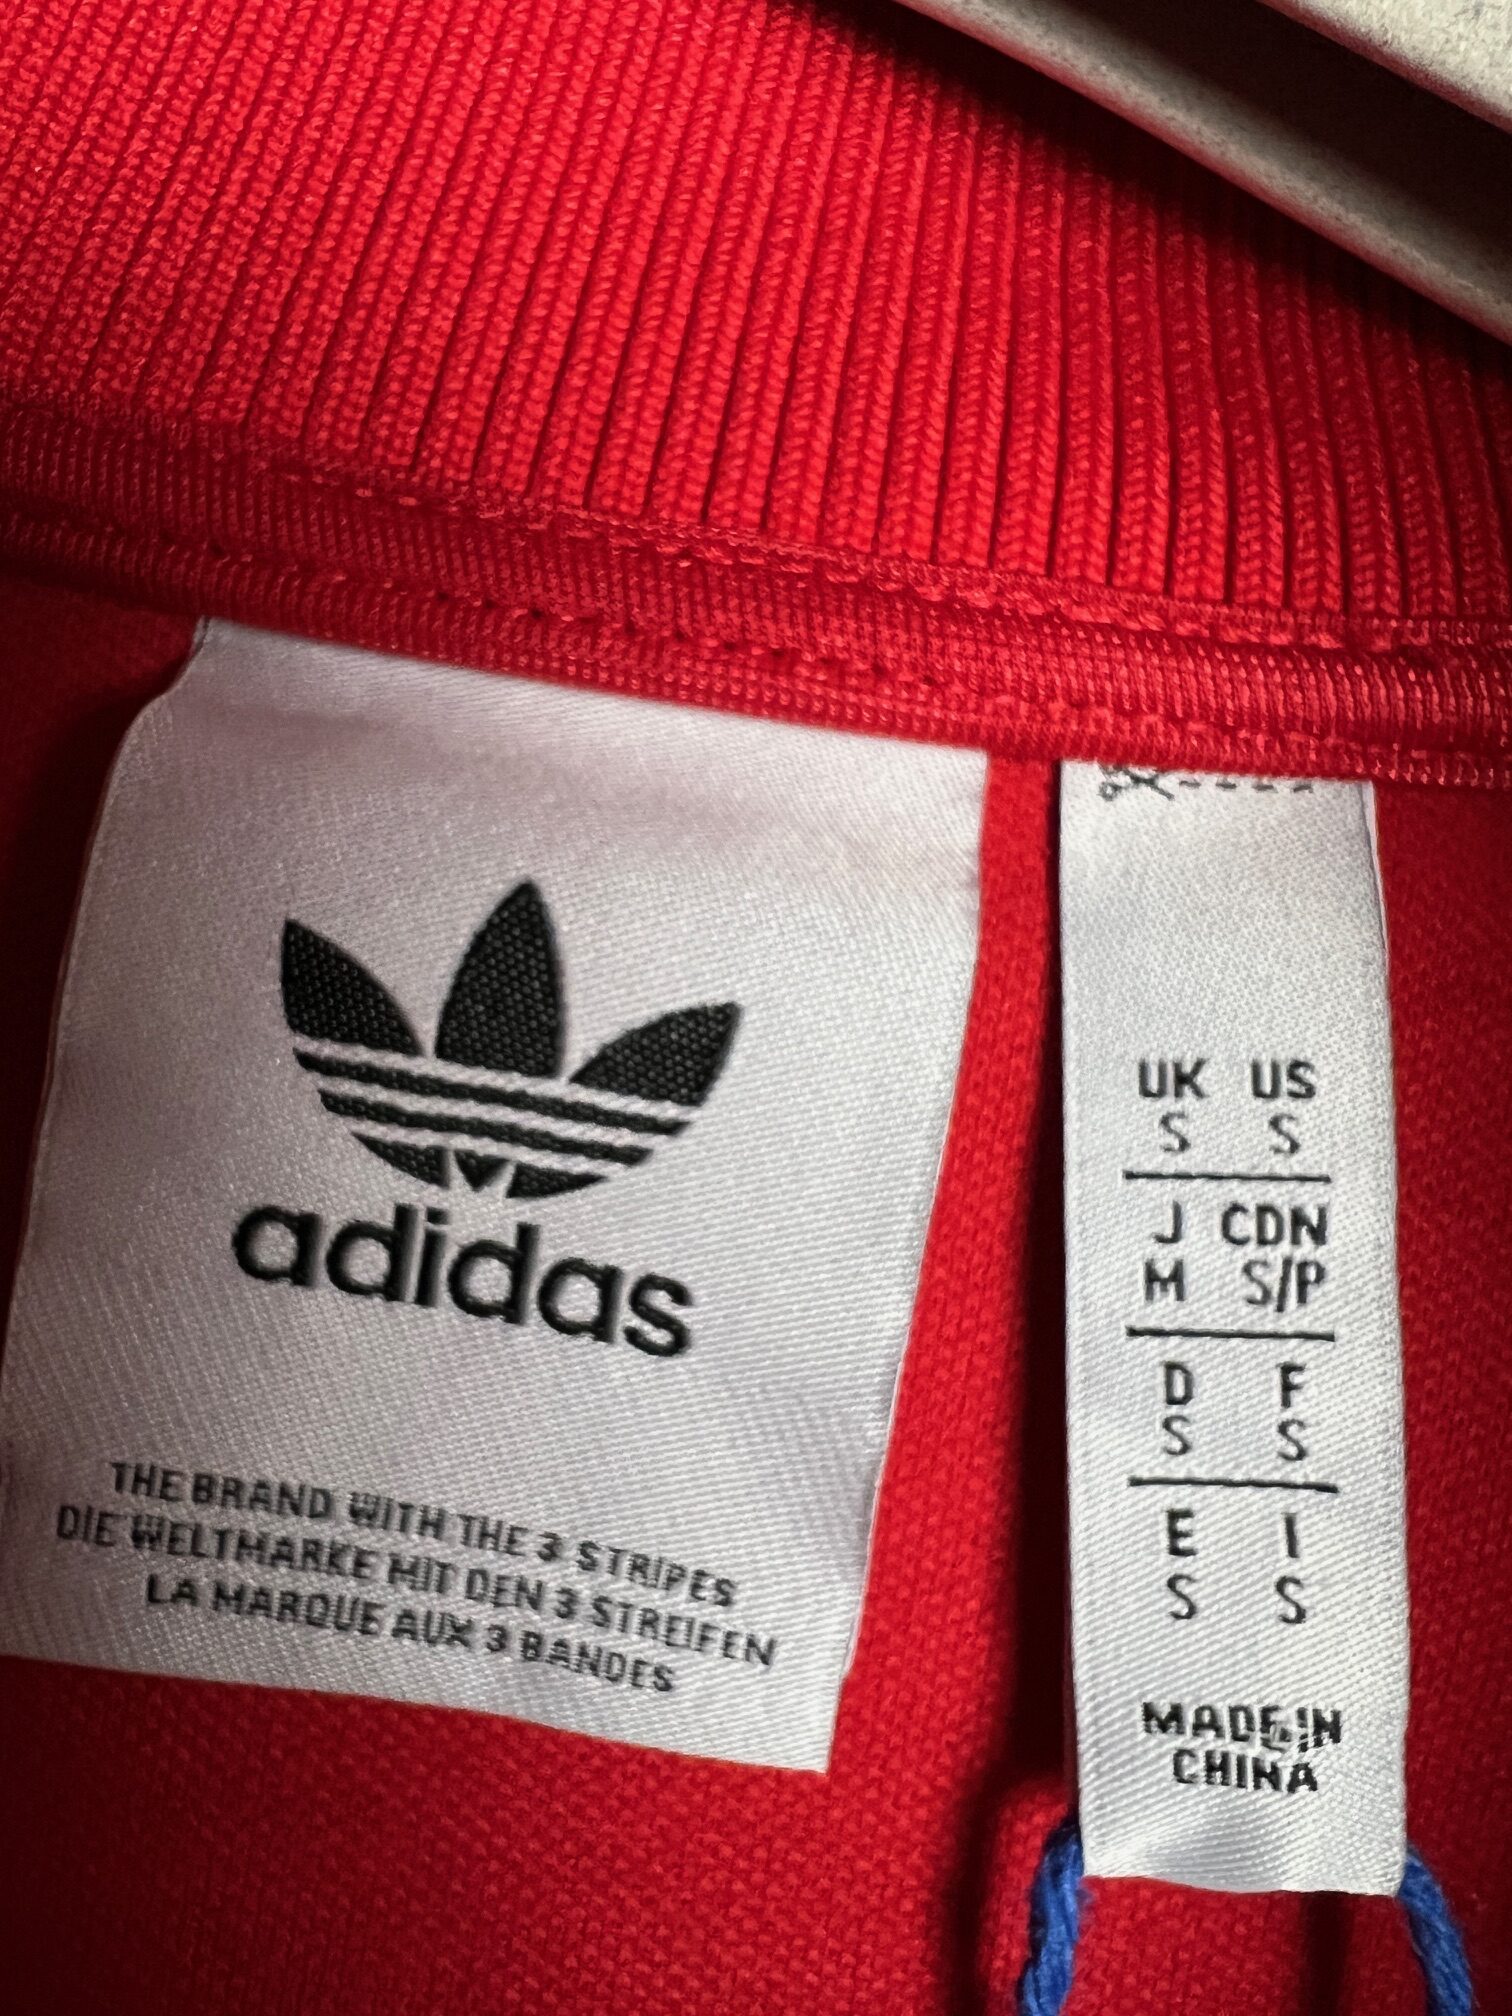 adidas
THE BRAND WITH THE 3 STRIPES
DIE WELTMARKE MIT DEN 3 STREIFEN
LA MARQUE AUX 3 BANDES
UK US
S S
J CDN
M S/P
D F
S S
E I
S S
MADE IN
CHINA